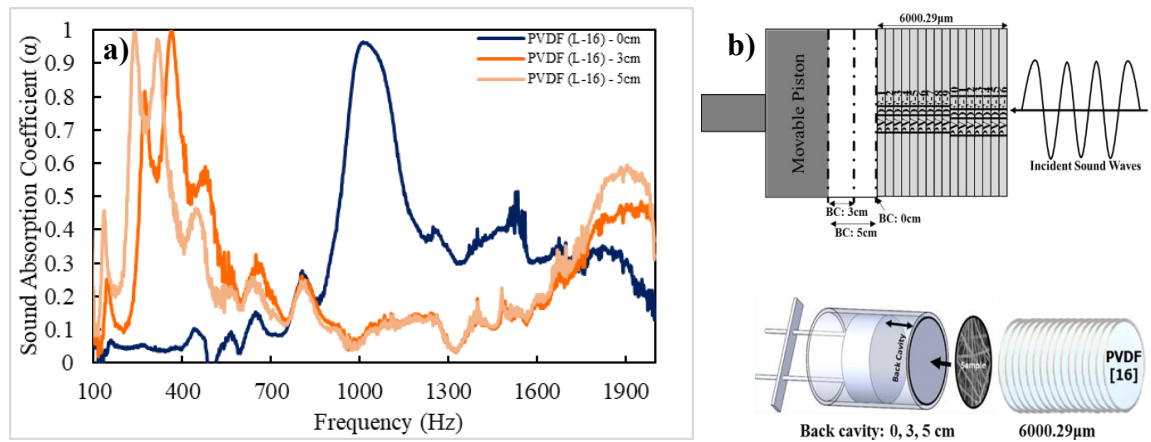 a)
PVDF (L-16) - 0cm
PVDF (L-16) - 3cm
PVDF (L-16) - 5cm
Sound Absorption Coefficient (α)
1
0.9
0.8
0.7
0.6
0.5
0.4
0.3
0.2
0.1
0
100
400
700
1000
1300
1600
1900
Frequency (Hz)
b)
6000.29μm
Movable Piston
Incident Sound Waves
BC: 3cm
BC: 0cm
BC: 5cm
Back Cavity
Sample
PVDF
[16]
Back cavity: 0, 3, 5 cm
6000.29μm